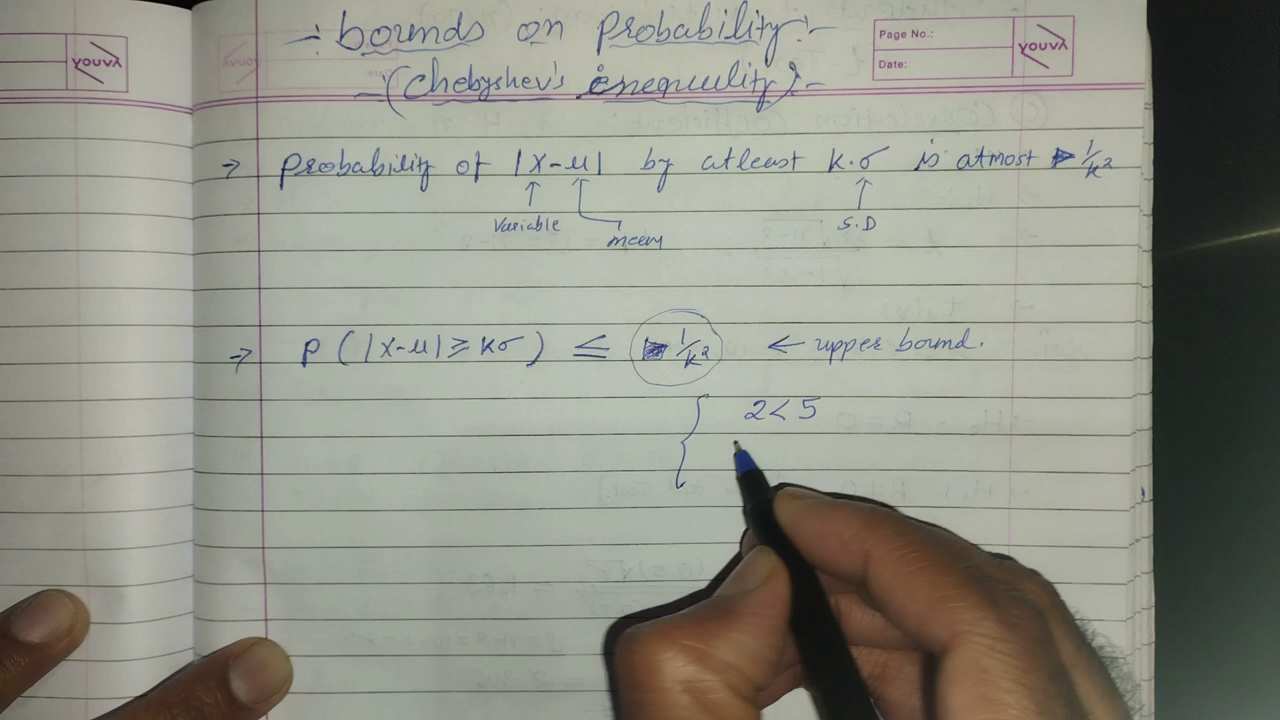 -: bounds on Probability :-
Page No.:
Date:
youva
youva
-(Chebyshev's inequality)-
→ Probability of |X-μ| by atleast k.σ is atmost 1/k²
↑ ↑ ↑
Variable mean S.D
→ P (|X-μ| ≥ kσ) ≤ 1/k² ← upper bound.
{ 2 < 5